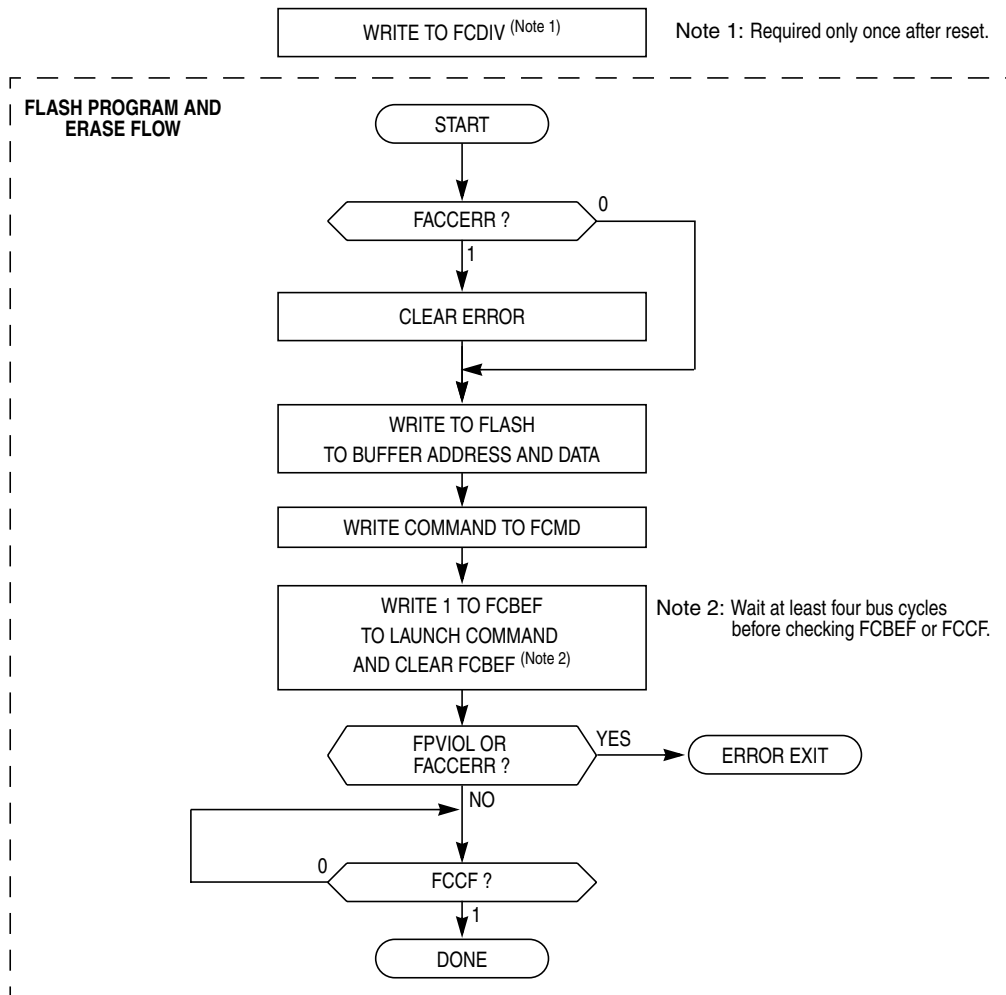 WRITE TO FCDIV (Note 1)
Note 1: Required only once after reset.
FLASH PROGRAM AND
ERASE FLOW
START
FACCERR ?
0
1
CLEAR ERROR
WRITE TO FLASH
TO BUFFER ADDRESS AND DATA
WRITE COMMAND TO FCMD
WRITE 1 TO FCBEF
TO LAUNCH COMMAND
AND CLEAR FCBEF (Note 2)
Note 2: Wait at least four bus cycles
before checking FCBEF or FCCF.
FPVIOL OR
FACCERR ?
YES
ERROR EXIT
NO
0
FCCF ?
1
DONE